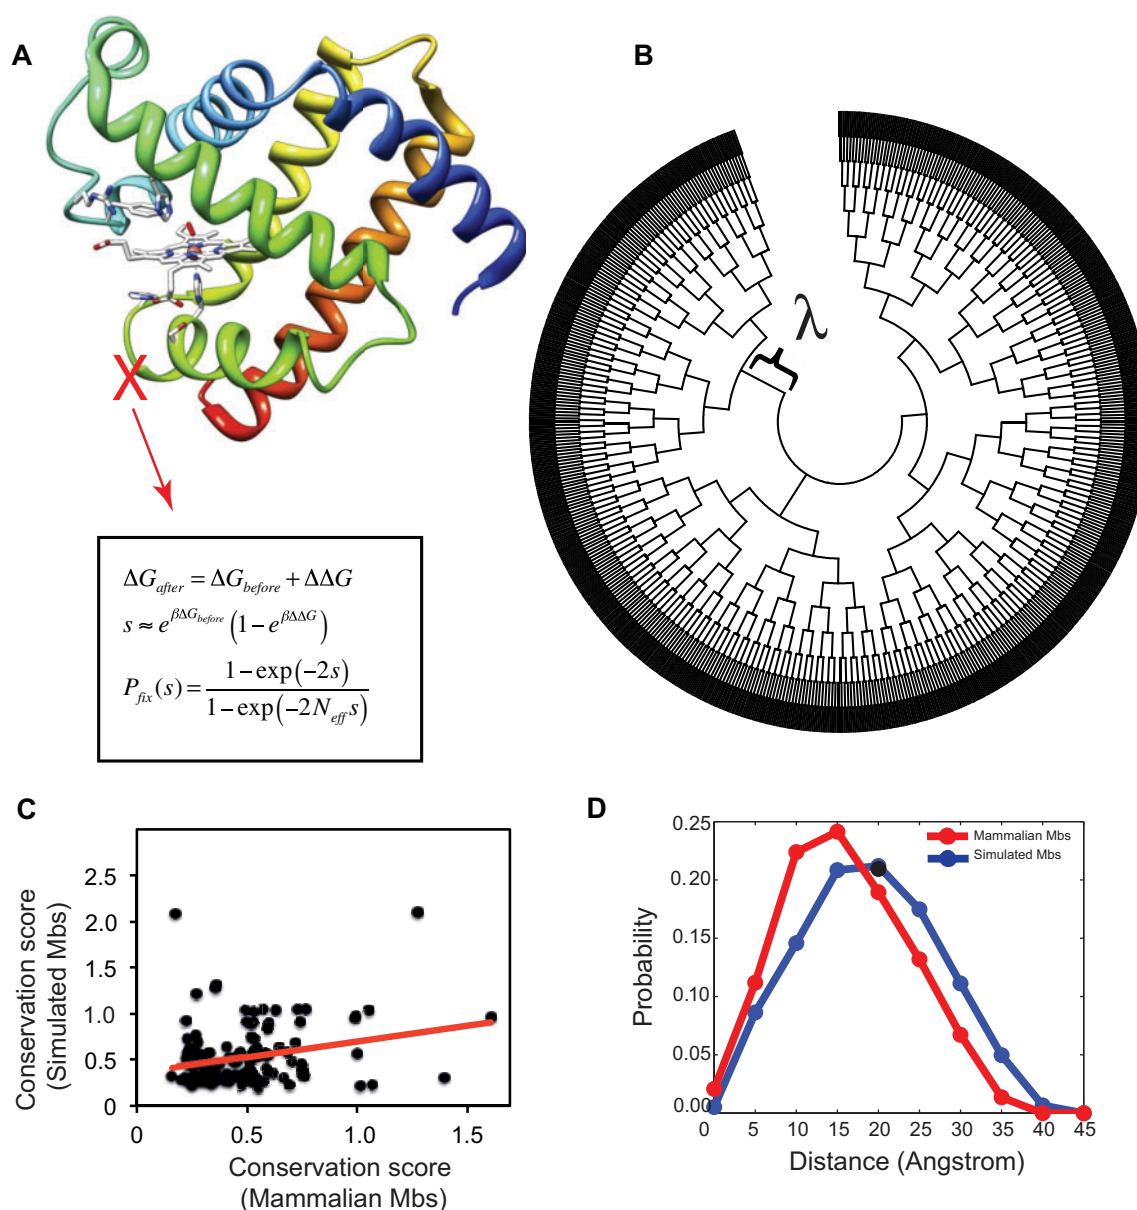 A
B
λ
X
ΔG_after = ΔG_before + ΔΔG
s ≈ e^{βΔG_before} (1 − e^{βΔΔG})
P_fix(s) = (1 − exp(−2s)) / (1 − exp(−2N_eff s))
C
Conservation score
(Simulated Mbs)
2.5
2.0
1.5
1.0
0.5
0
0 0.5 1.0 1.5
Conservation score
(Mammalian Mbs)
D
Probability
0.25
0.20
0.15
0.10
0.05
0.00
Mammalian Mbs
Simulated Mbs
0 5 10 15 20 25 30 35 40 45
Distance (Angstrom)